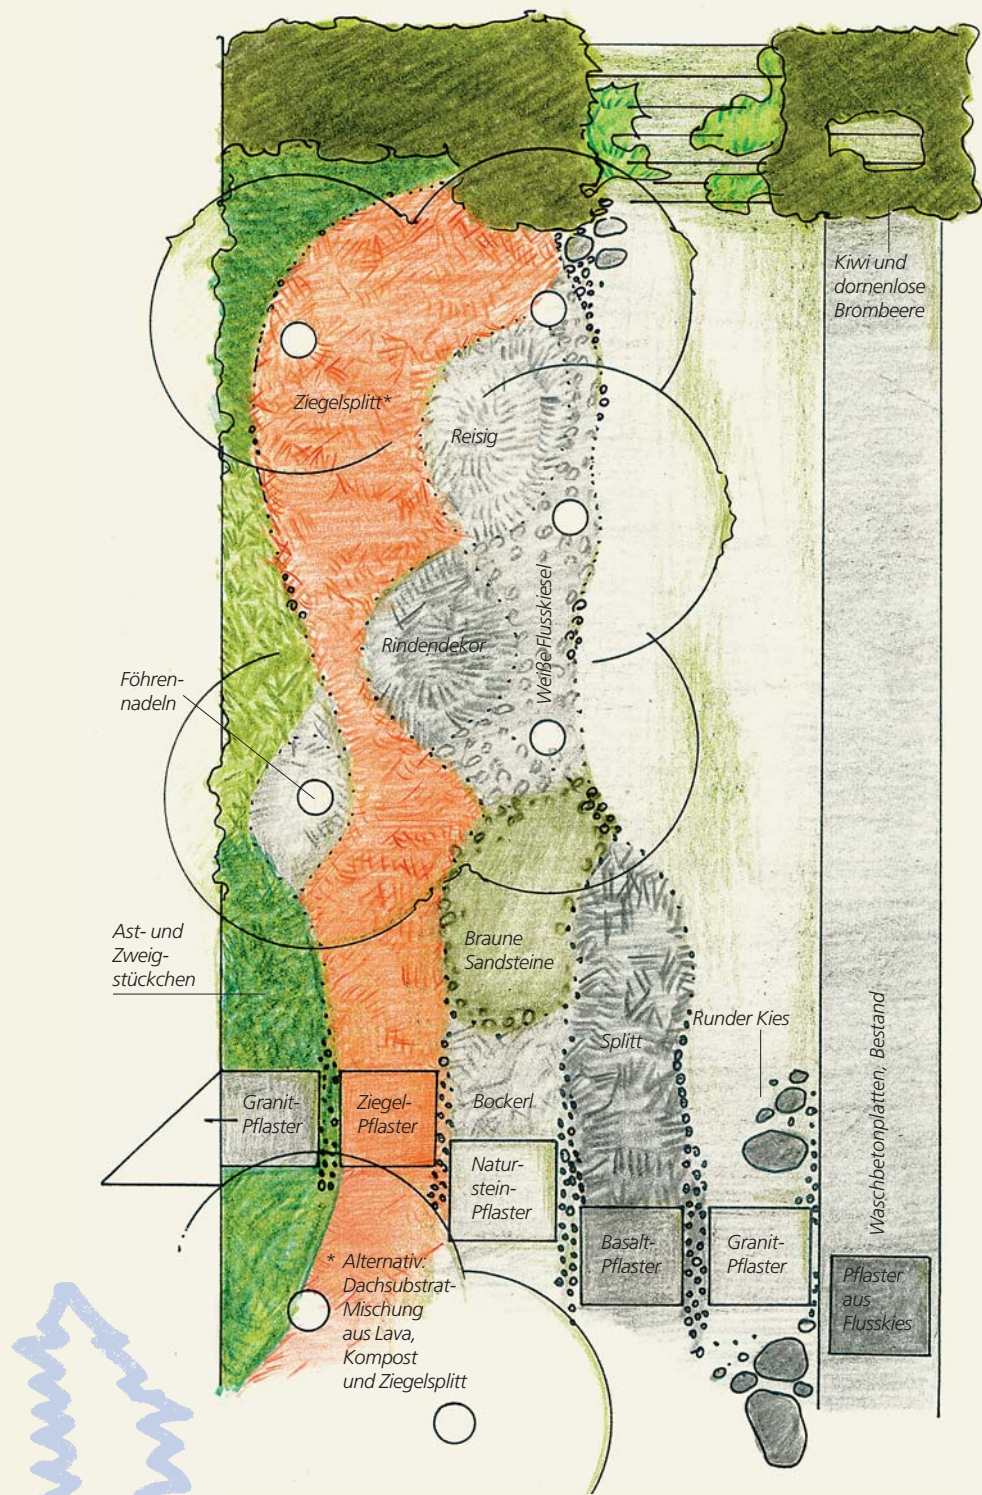 Kiwi und
dornenlose
Brombeere
Ziegelsplitt*
Reisig
Weiße Flusskiesel
Rindendekor
Föhren-
nadeln
Ast- und
Zweig-
stückchen
Braune
Sandsteine
Runder Kies
Splitt
Waschbetonplatten, Bestand
Granit-
Pflaster
Ziegel-
Pflaster
Bockerl
Natur-
stein-
Pflaster
Basalt-
Pflaster
Granit-
Pflaster
Pflaster
aus
Flusskies
* Alternativ:
Dachsubstrat-
Mischung
aus Lava,
Kompost
und Ziegelsplitt